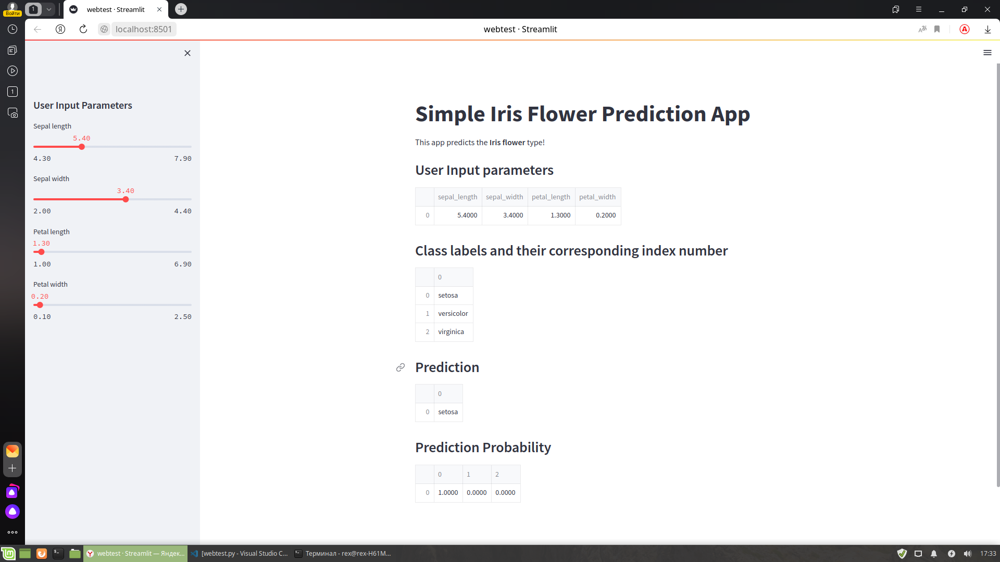 Войти
1
webtest · Streamlit
localhost:8501
webtest · Streamlit
1
User Input Parameters
Sepal length
5.40
4.30 7.90
Sepal width
3.40
2.00 4.40
Petal length
1.30
1.00 6.90
Petal width
0.20
0.10 2.50
Simple Iris Flower Prediction App
This app predicts the Iris flower type!
User Input parameters
sepal_length sepal_width petal_length petal_width
0 5.4000 3.4000 1.3000 0.2000
Class labels and their corresponding index number
0
0 setosa
1 versicolor
2 virginica
Prediction
0
0 setosa
Prediction Probability
0 1 2
0 1.0000 0.0000 0.0000
webtest · Streamlit — Яндек...
[webtest.py - Visual Studio C...
Терминал - rex@rex-H61M...
17:33